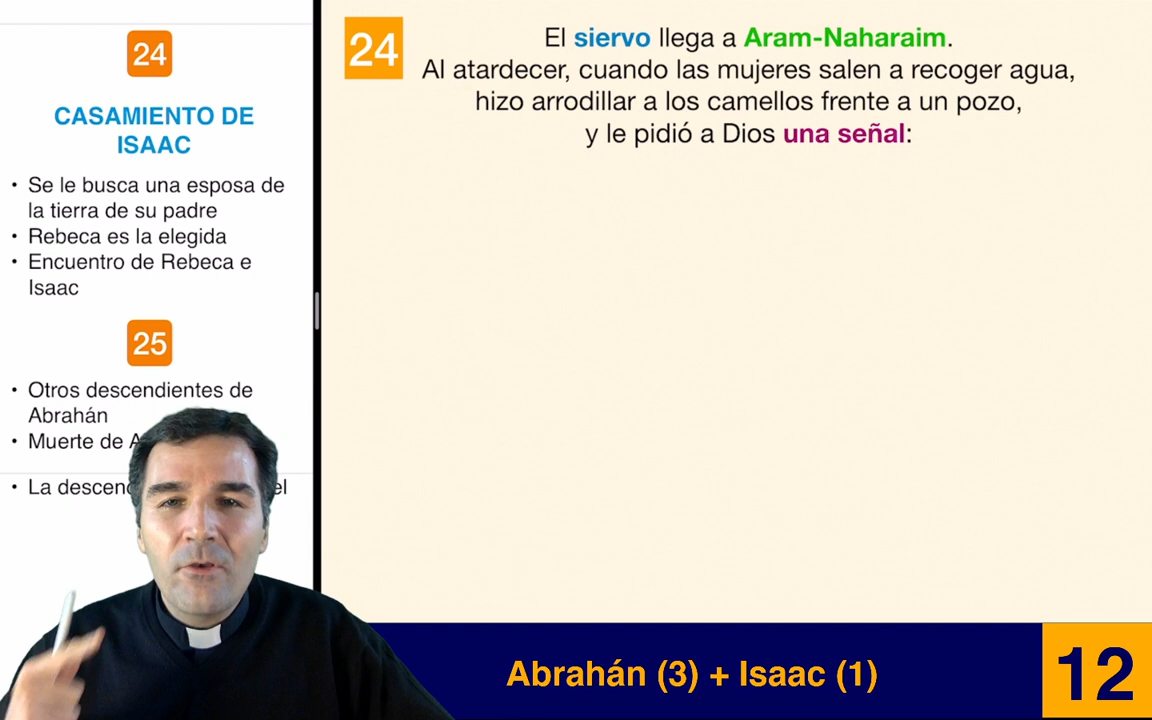 24
CASAMIENTO DE
ISAAC
• Se le busca una esposa de
la tierra de su padre
• Rebeca es la elegida
• Encuentro de Rebeca e
Isaac
25
• Otros descendientes de
Abrahán
• Muerte de
• La
el
24
El siervo llega a Aram-Naharaim.
Al atardecer, cuando las mujeres salen a recoger agua,
hizo arrodillar a los camellos frente a un pozo,
y le pidió a Dios una señal:
Abrahán (3) + Isaac (1)
12